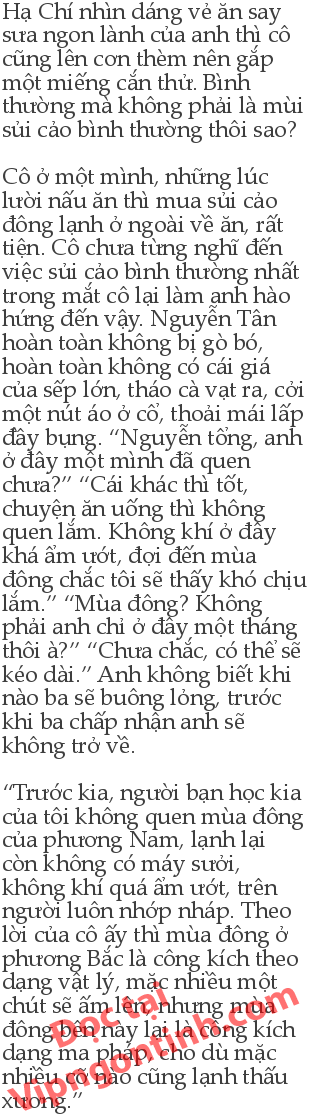 Hạ Chí nhìn dáng vẻ ăn say
sưa ngon lành của anh thì cô
cũng lên cơn thèm nên gắp
một miếng cắn thử. Bình
thường mà không phải là mùi
sủi cảo bình thường thôi sao?
Cô ở một mình, những lúc
lười nấu ăn thì mua sủi cảo
đông lạnh ở ngoài về ăn, rất
tiện. Cô chưa từng nghĩ đến
việc sủi cảo bình thường nhất
trong mắt cô lại làm anh hào
hứng đến vậy. Nguyễn Tân
hoàn toàn không bị gò bó,
hoàn toàn không có cái giá
của sếp lớn, tháo cà vạt ra, cởi
một nút áo ở cổ, thoải mái lấp
đầy bụng. “Nguyễn tổng, anh
ở đây một mình đã quen
chưa?” “Cái khác thì tốt,
chuyện ăn uống thì không
quen lắm. Không khí ở đây
khá ẩm ướt, đợi đến mùa
đông chắc tôi sẽ thấy khó chịu
lắm.” “Mùa đông? Không
phải anh chỉ ở đây một tháng
thôi à?” “Chưa chắc, có thể sẽ
kéo dài.” Anh không biết khi
nào ba sẽ buông lỏng, trước
khi ba chấp nhận anh sẽ
không trở về.
“Trước kia, người bạn học kia
của tôi không quen mùa đông
của phương Nam, lạnh lại
còn không có máy sưởi,
không khí quá ẩm ướt, trên
người luôn nhớp nháp. Theo
lời của cô ấy thì mùa đông ở
phương Bắc là công kích theo
dạng vật lý, mặc nhiều một
chút sẽ ấm lên, nhưng mùa
đông bên này lại là công kích
dạng ma pháp, cho dù mặc
nhiều cỡ nào cũng lạnh thấu
xương.”
Đọc tại
Vipngontinh.com